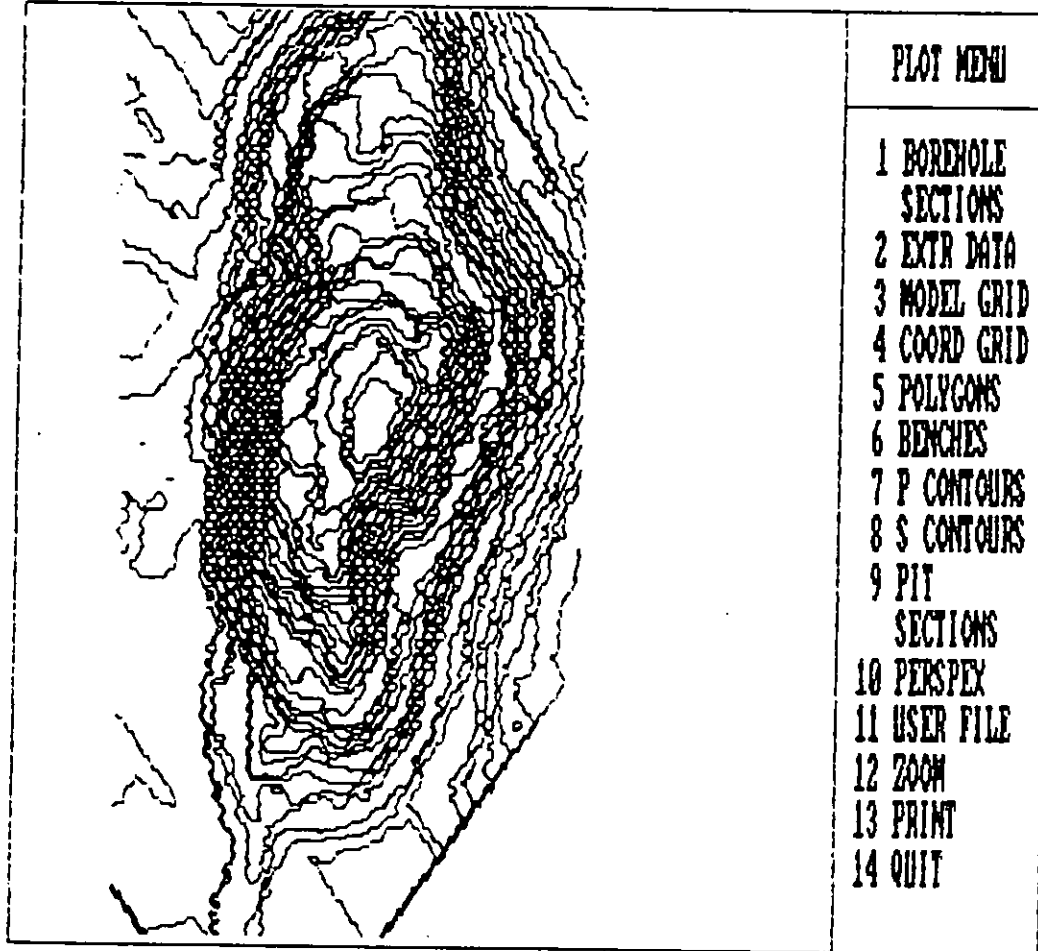 PLOT MENU
1 BOREHOLE
SECTIONS
2 EXTR DATA
3 MODEL GRID
4 COORD GRID
5 POLYGONS
6 BENCHES
7 P CONTOURS
8 S CONTOURS
9 PIT
SECTIONS
10 PERSPEX
11 USER FILE
12 ZOOM
13 PRINT
14 QUIT